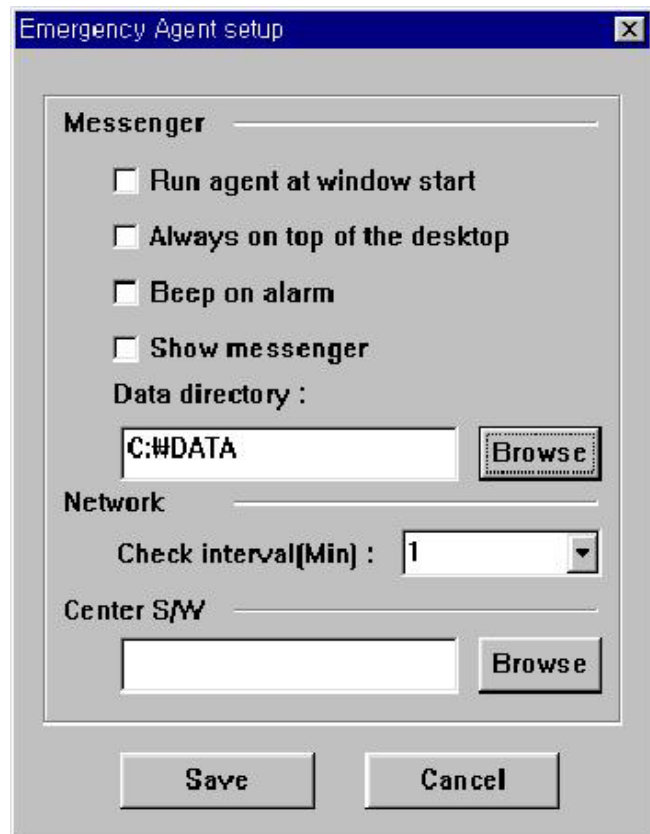 Emergency Agent setup
Messenger
Run agent at window start
Always on top of the desktop
Beep on alarm
Show messenger
Data directory :
C:₩DATA
Browse
Network
Check interval(Min) :
1
Center S/W
Browse
Save
Cancel